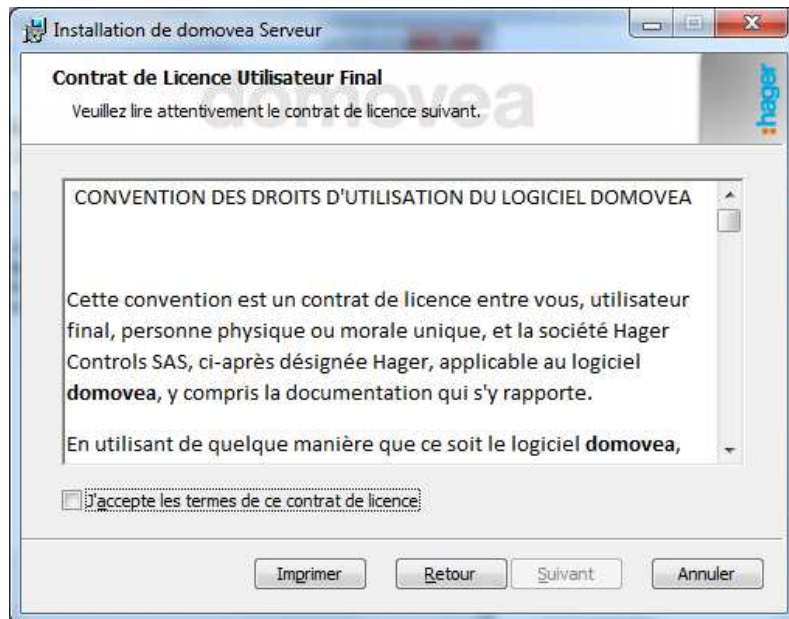 Installation de domovea Serveur
Contrat de Licence Utilisateur Final
Veuillez lire attentivement le contrat de licence suivant.
domovea
:hager
CONVENTION DES DROITS D'UTILISATION DU LOGICIEL DOMOVEA
Cette convention est un contrat de licence entre vous, utilisateur
final, personne physique ou morale unique, et la société Hager
Controls SAS, ci-après désignée Hager, applicable au logiciel
domovea, y compris la documentation qui s'y rapporte.
En utilisant de quelque manière que ce soit le logiciel domovea,
J'accepte les termes de ce contrat de licence
Imprimer
Retour
Suivant
Annuler